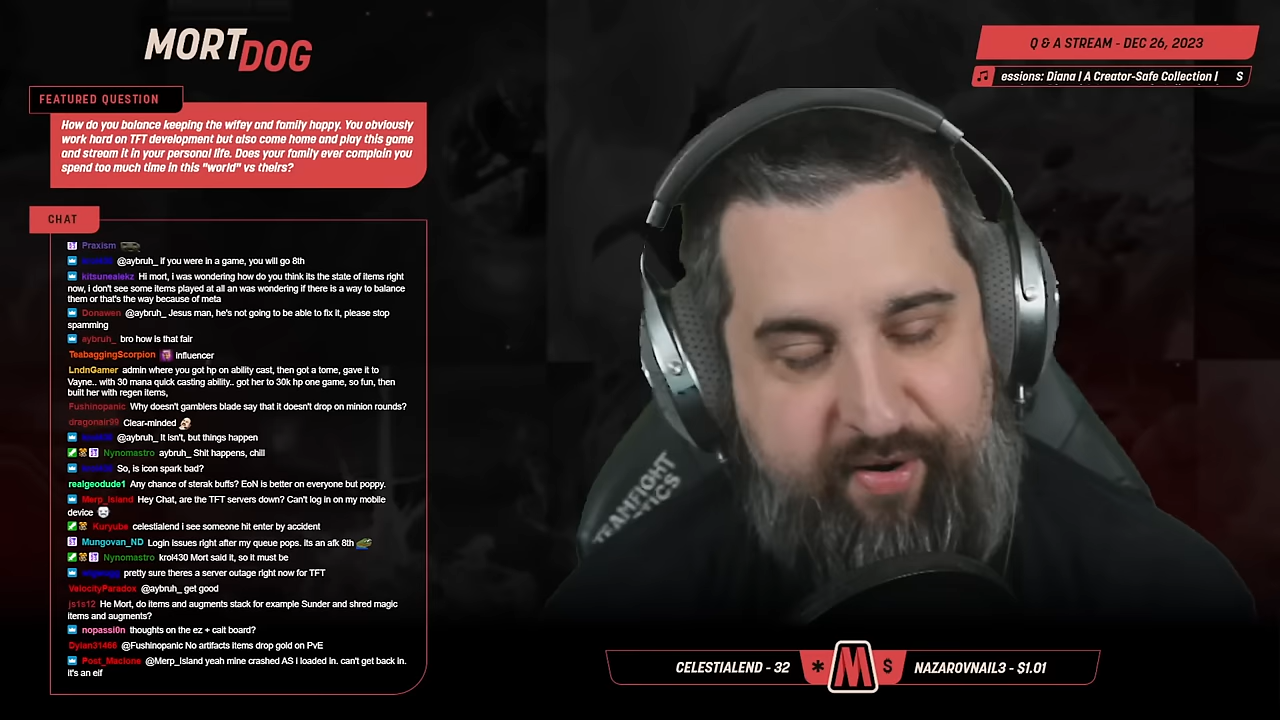 MORTDOG
Q & A STREAM - DEC 26, 2023
essions: Diana | A Creator-Safe Collection | S
FEATURED QUESTION
How do you balance keeping the wifey and family happy. You obviously
work hard on TFT development but also come home and play this game
and stream it in your personal life. Does your family ever complain you
spend too much time in this "world" vs theirs?
CHAT
Praxism
@aybruh_ if you were in a game, you will go 8th
kitsunealekz Hi mort, i was wondering how do you think its the state of items right
now, i don't see some items played at all an was wondering if there is a way to balance
them or that's the way because of meta
Donawen @aybruh_ Jesus man, he's not going to be able to fix it, please stop
spamming
aybruh_ bro how is that fair
TeabaggingScorpion influencer
LndnGamer admin where you got hp on ability cast, then got a tome, gave it to
Vayne.. with 30 mana quick casting ability.. got her to 30k hp one game, so fun, then
built her with regen items,
Fushinopanic Why doesn't gamblers blade say that it doesn't drop on minion rounds?
dragonair99 Clear-minded
@aybruh_ It isn't, but things happen
Nynomastro aybruh_ Shit happens, chill
So, is icon spark bad?
realgeodude1 Any chance of steak buffs? EoN is better on everyone but poppy.
Merp_Island Hey Chat, are the TFT servers down? Can't log in on my mobile
device
Kuryube celestialend i see someone hit enter by accident
Mungovan_ND Login issues right after my queue pops. its an afk 8th
Nynomastro krol430 Mort said it, so it must be
pretty sure theres a server outage right now for TFT
VelocityParadox @aybruh_ get good
js1s12 He Mort, do items and augments stack for example Sunder and shred magic
items and augments?
nopassi0n thoughts on the ez + cait board?
Dylan31466 @Fushinopanic No artifacts items drop gold on PvE
Post_Maclone @Merp_Island yeah mine crashed AS I loaded in. can't get back in.
it's an eif
TEAMFIGHT
TICS
CELESTIALEND - 32 * M $ NAZAROVNAIL3 - $1.01